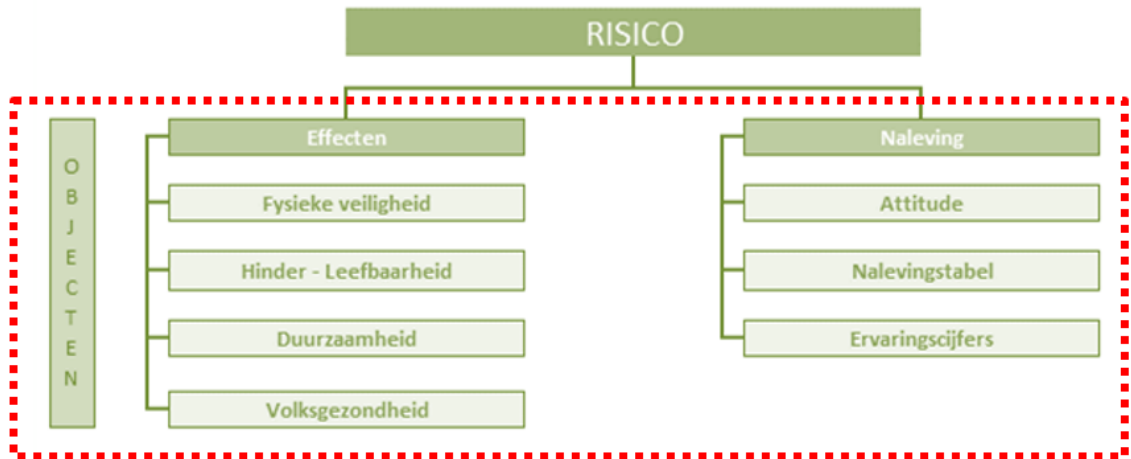 RISICO
OBJECTEN
Effecten
Fysieke veiligheid
Hinder - Leefbaarheid
Duurzaamheid
Volksgezondheid
Naleving
Attitude
Nalevingstabel
Ervaringscijfers